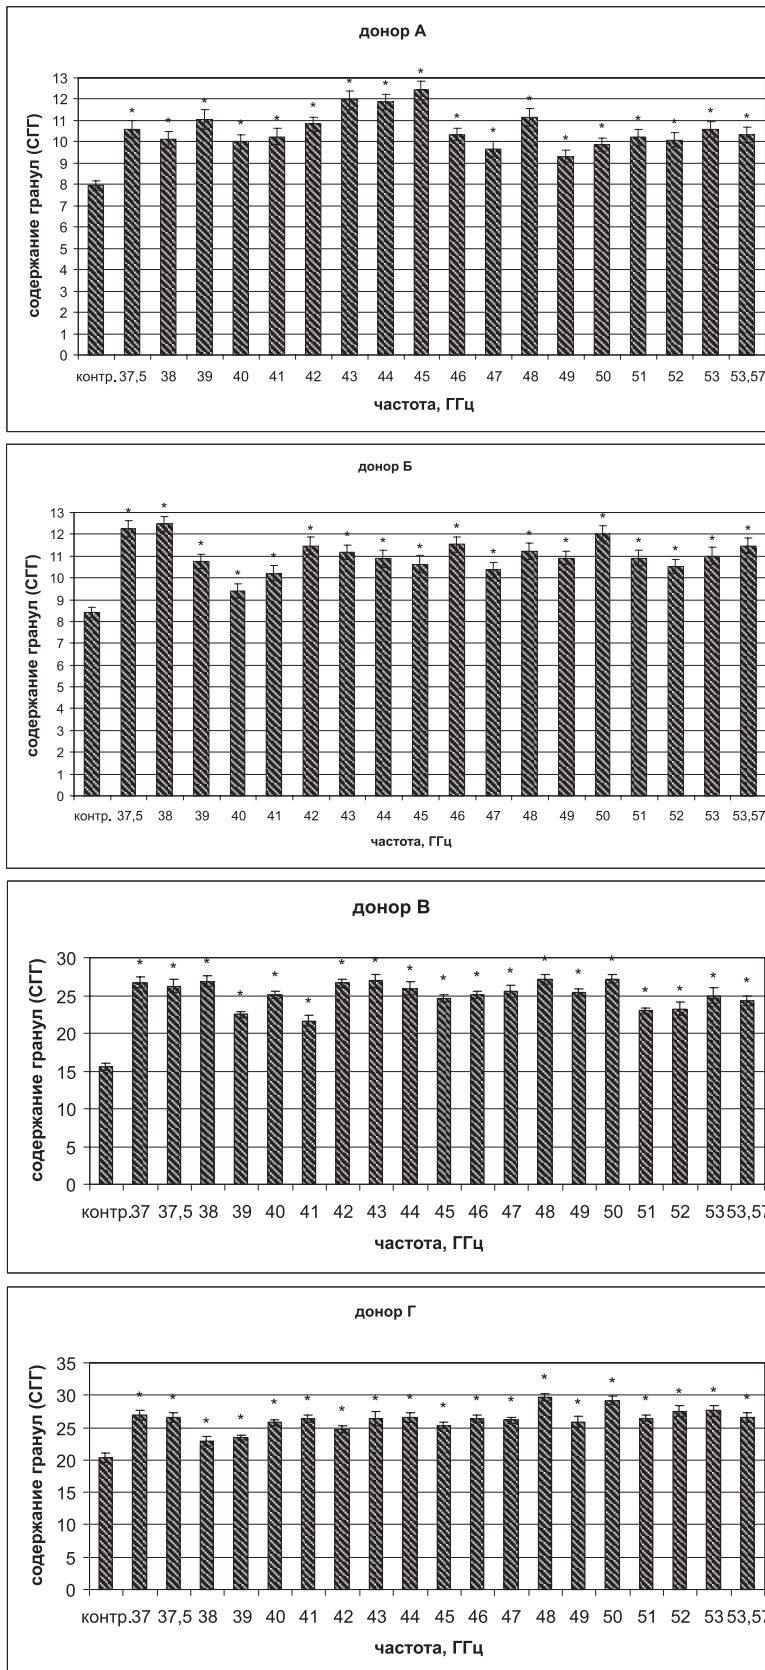 донор А
содержание гранул (СГГ)
13
12
11
10
9
8
7
6
5
4
3
2
1
0
* * * * * * * * * * * * * * * * * *
контр. 37,5 38 39 40 41 42 43 44 45 46 47 48 49 50 51 52 53 53,57
частота, ГГц
донор Б
содержание гранул (СГГ)
13
12
11
10
9
8
7
6
5
4
3
2
1
0
* * * * * * * * * * * * * * * * * *
контр. 37,5 38 39 40 41 42 43 44 45 46 47 48 49 50 51 52 53 53,57
частота, ГГц
донор В
содержание гранул (СГГ)
30
25
20
15
10
5
0
* * * * * * * * * * * * * * * * * * *
контр. 37 37,5 38 39 40 41 42 43 44 45 46 47 48 49 50 51 52 53 53,57
частота, ГГц
донор Г
содержание гранул (СГГ)
35
30
25
20
15
10
5
0
* * * * * * * * * * * * * * * * * * *
контр. 37 37,5 38 39 40 41 42 43 44 45 46 47 48 49 50 51 52 53 53,57
частота, ГГц